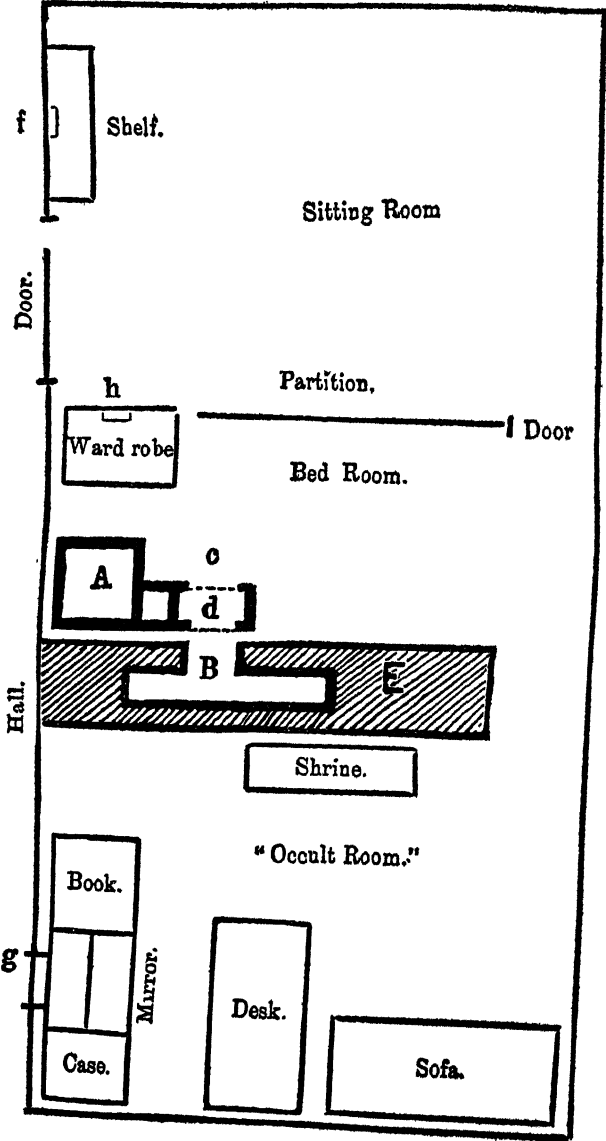 f
Shelf.
Sitting Room
Door.
Partition.
h
Door
Ward robe
Bed Room.
c
A
d
B
E
Hall.
Shrine.
"Occult Room."
Book.
g
Mirror.
Desk.
Case.
Sofa.